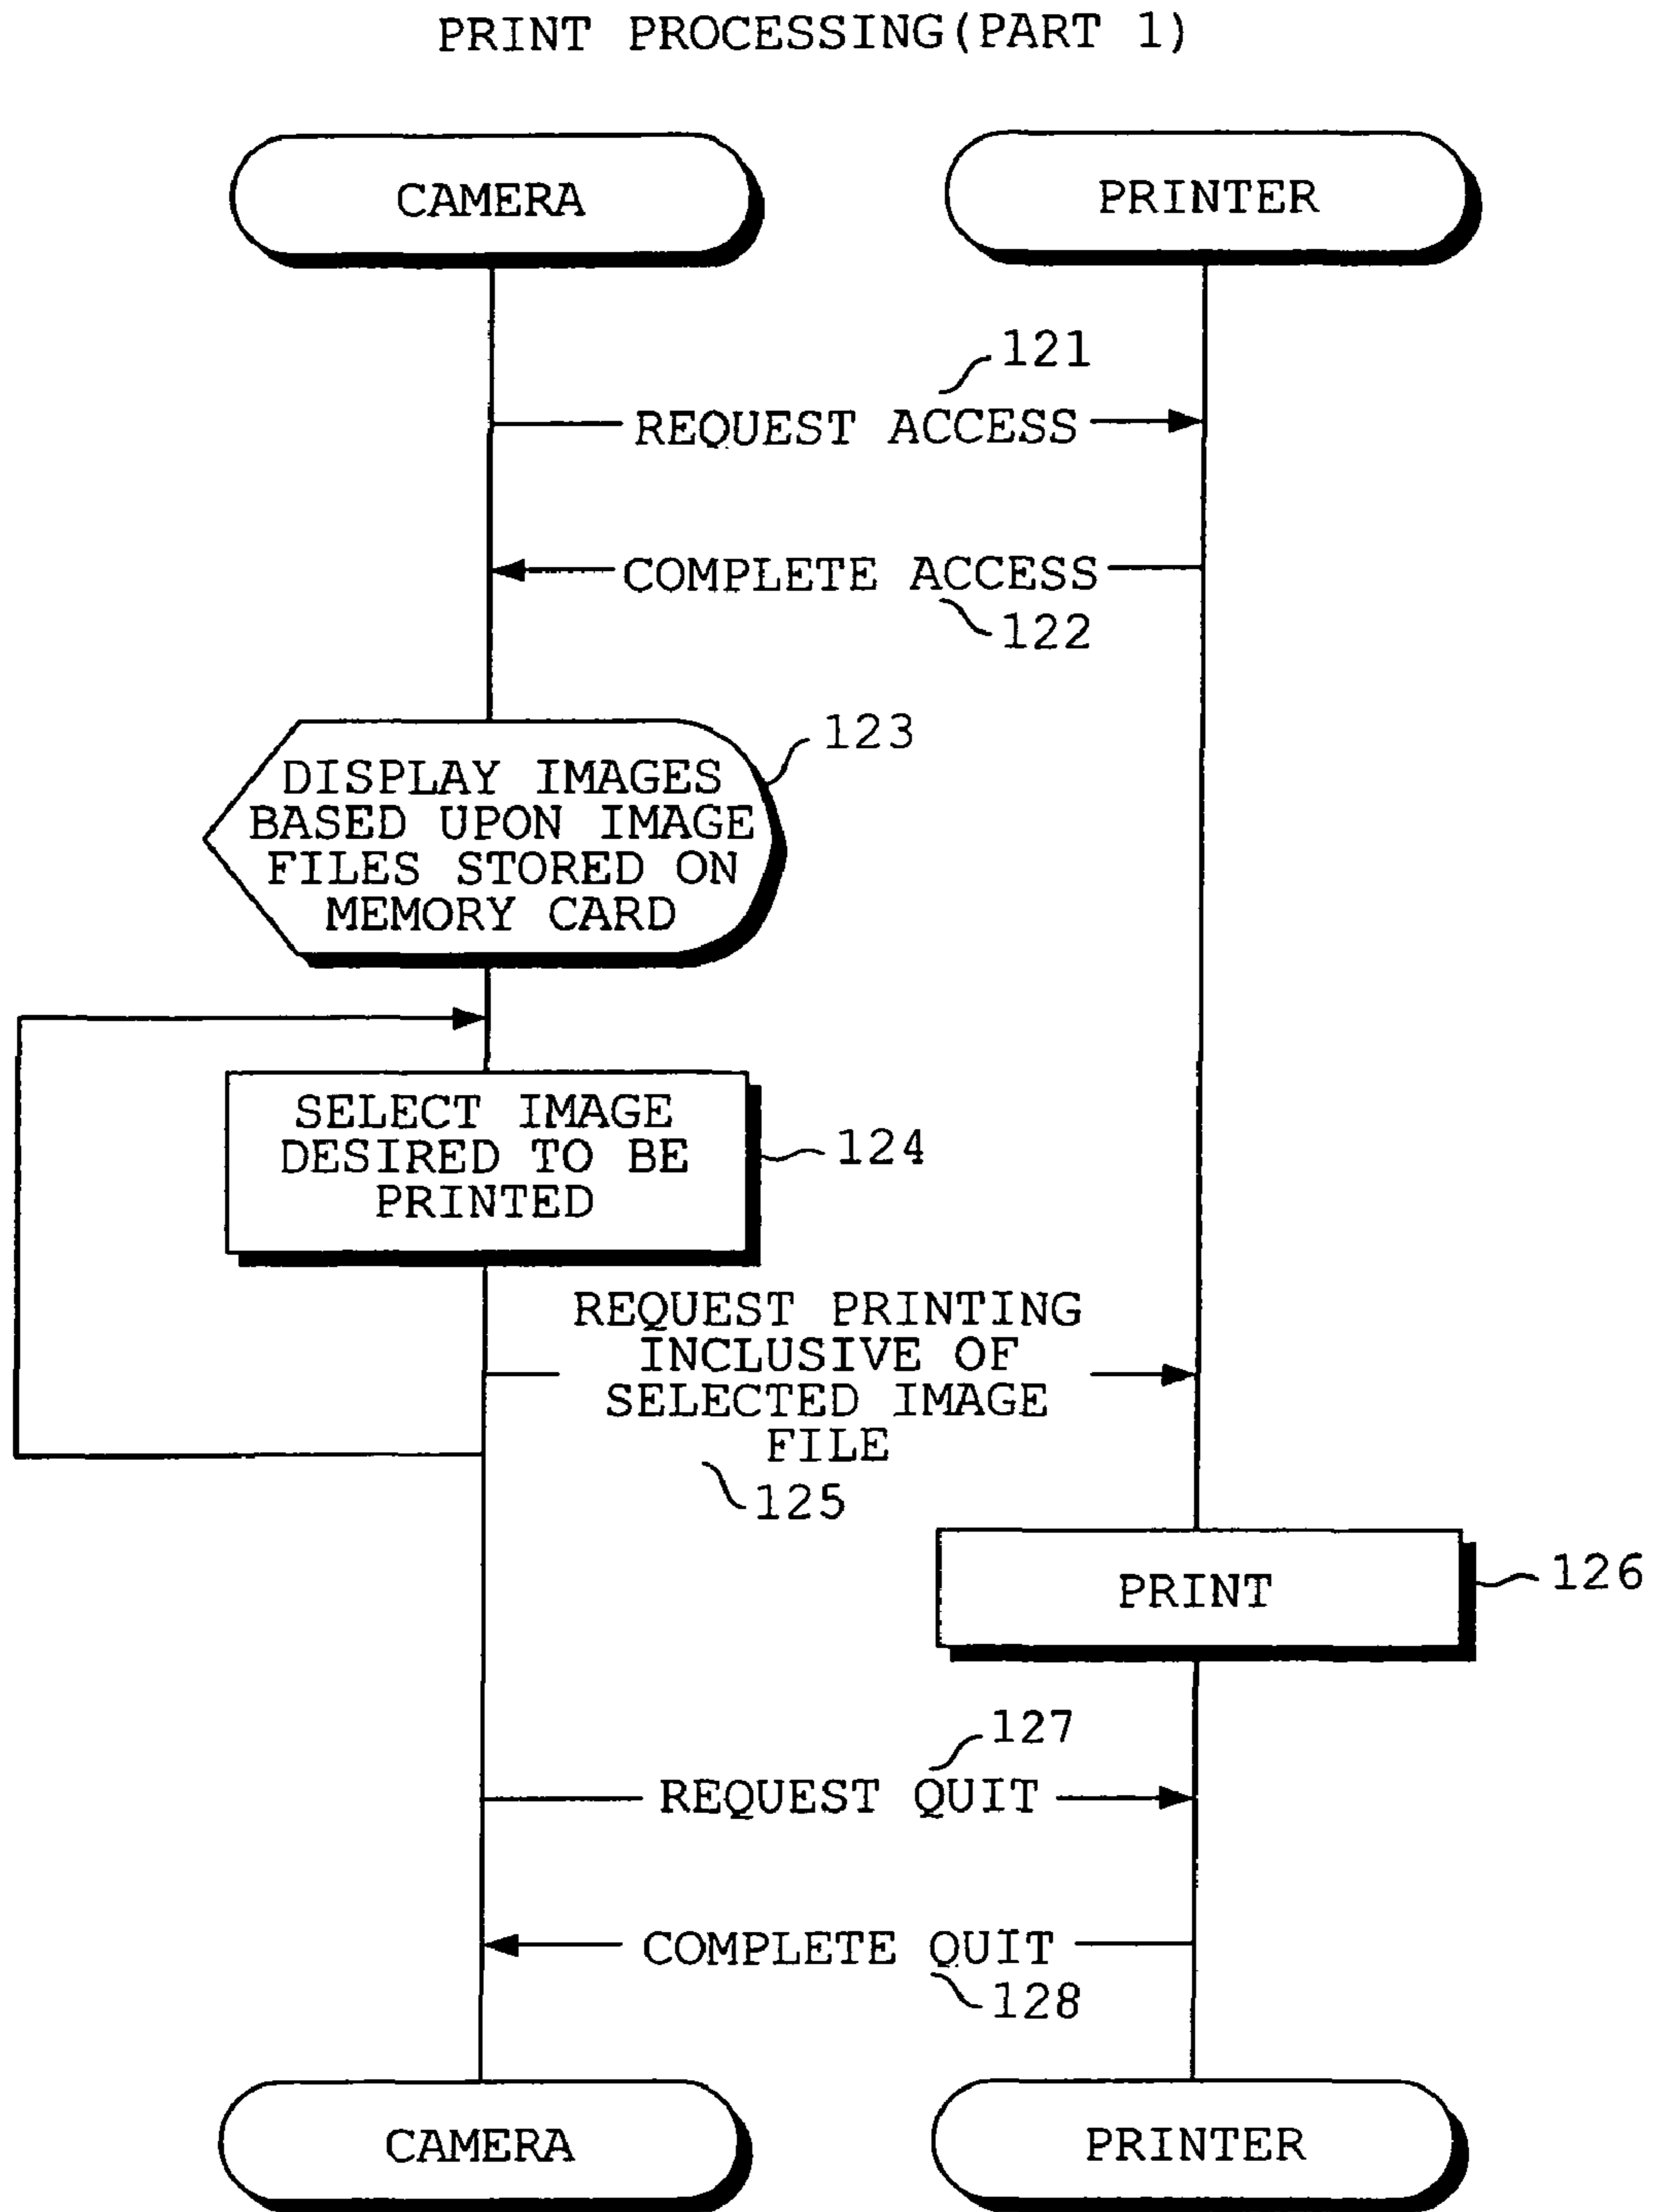 PRINT PROCESSING(PART 1)
CAMERA
PRINTER
121
REQUEST ACCESS
COMPLETE ACCESS
122
123
DISPLAY IMAGES
BASED UPON IMAGE
FILES STORED ON
MEMORY CARD
SELECT IMAGE
DESIRED TO BE
PRINTED
124
REQUEST PRINTING
INCLUSIVE OF
SELECTED IMAGE
FILE
125
PRINT
126
127
REQUEST QUIT
COMPLETE QUIT
128
CAMERA
PRINTER